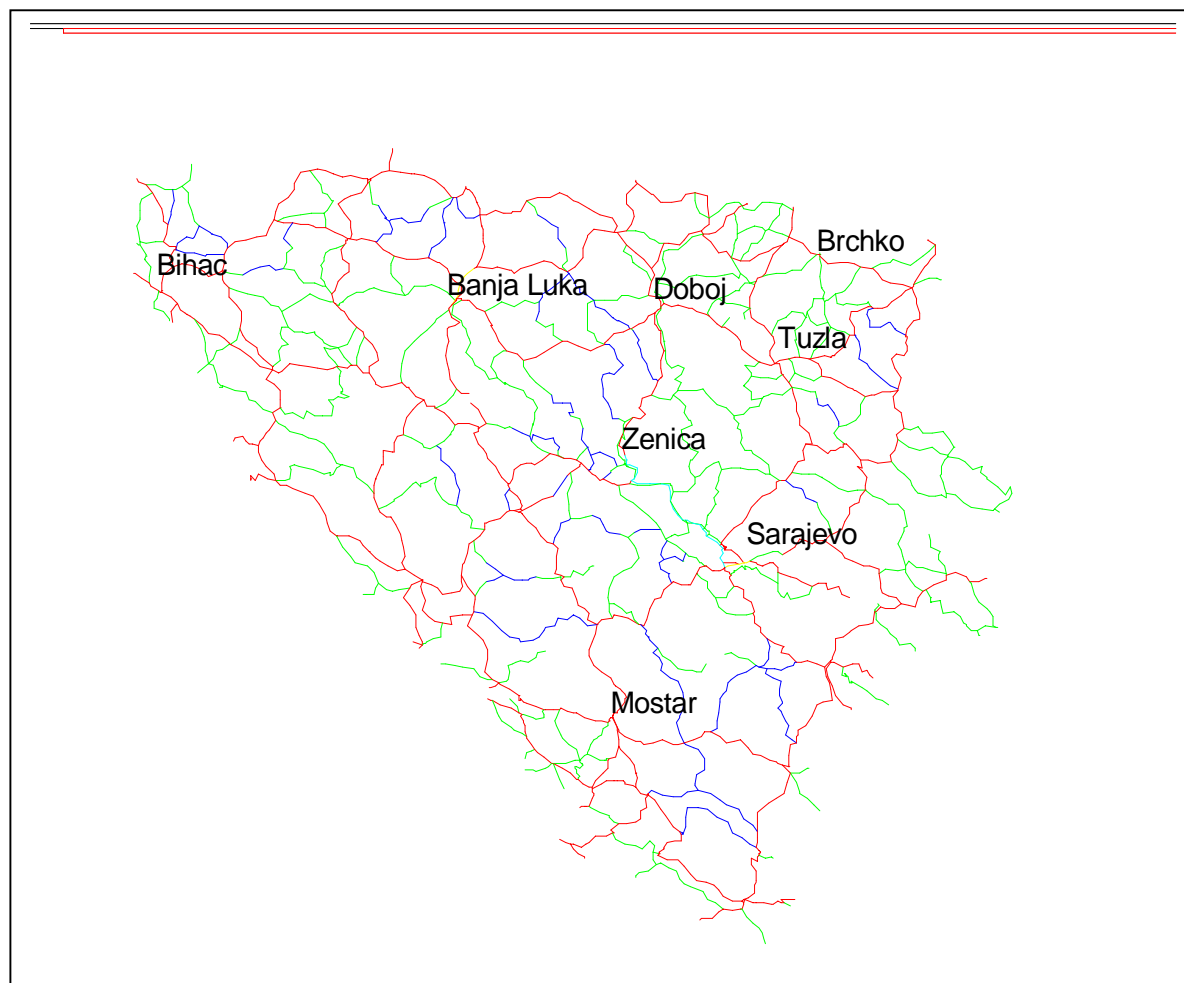 Brchko
Bihac
Banja Luka
Doboj
Tuzla
Zenica
Sarajevo
Mostar